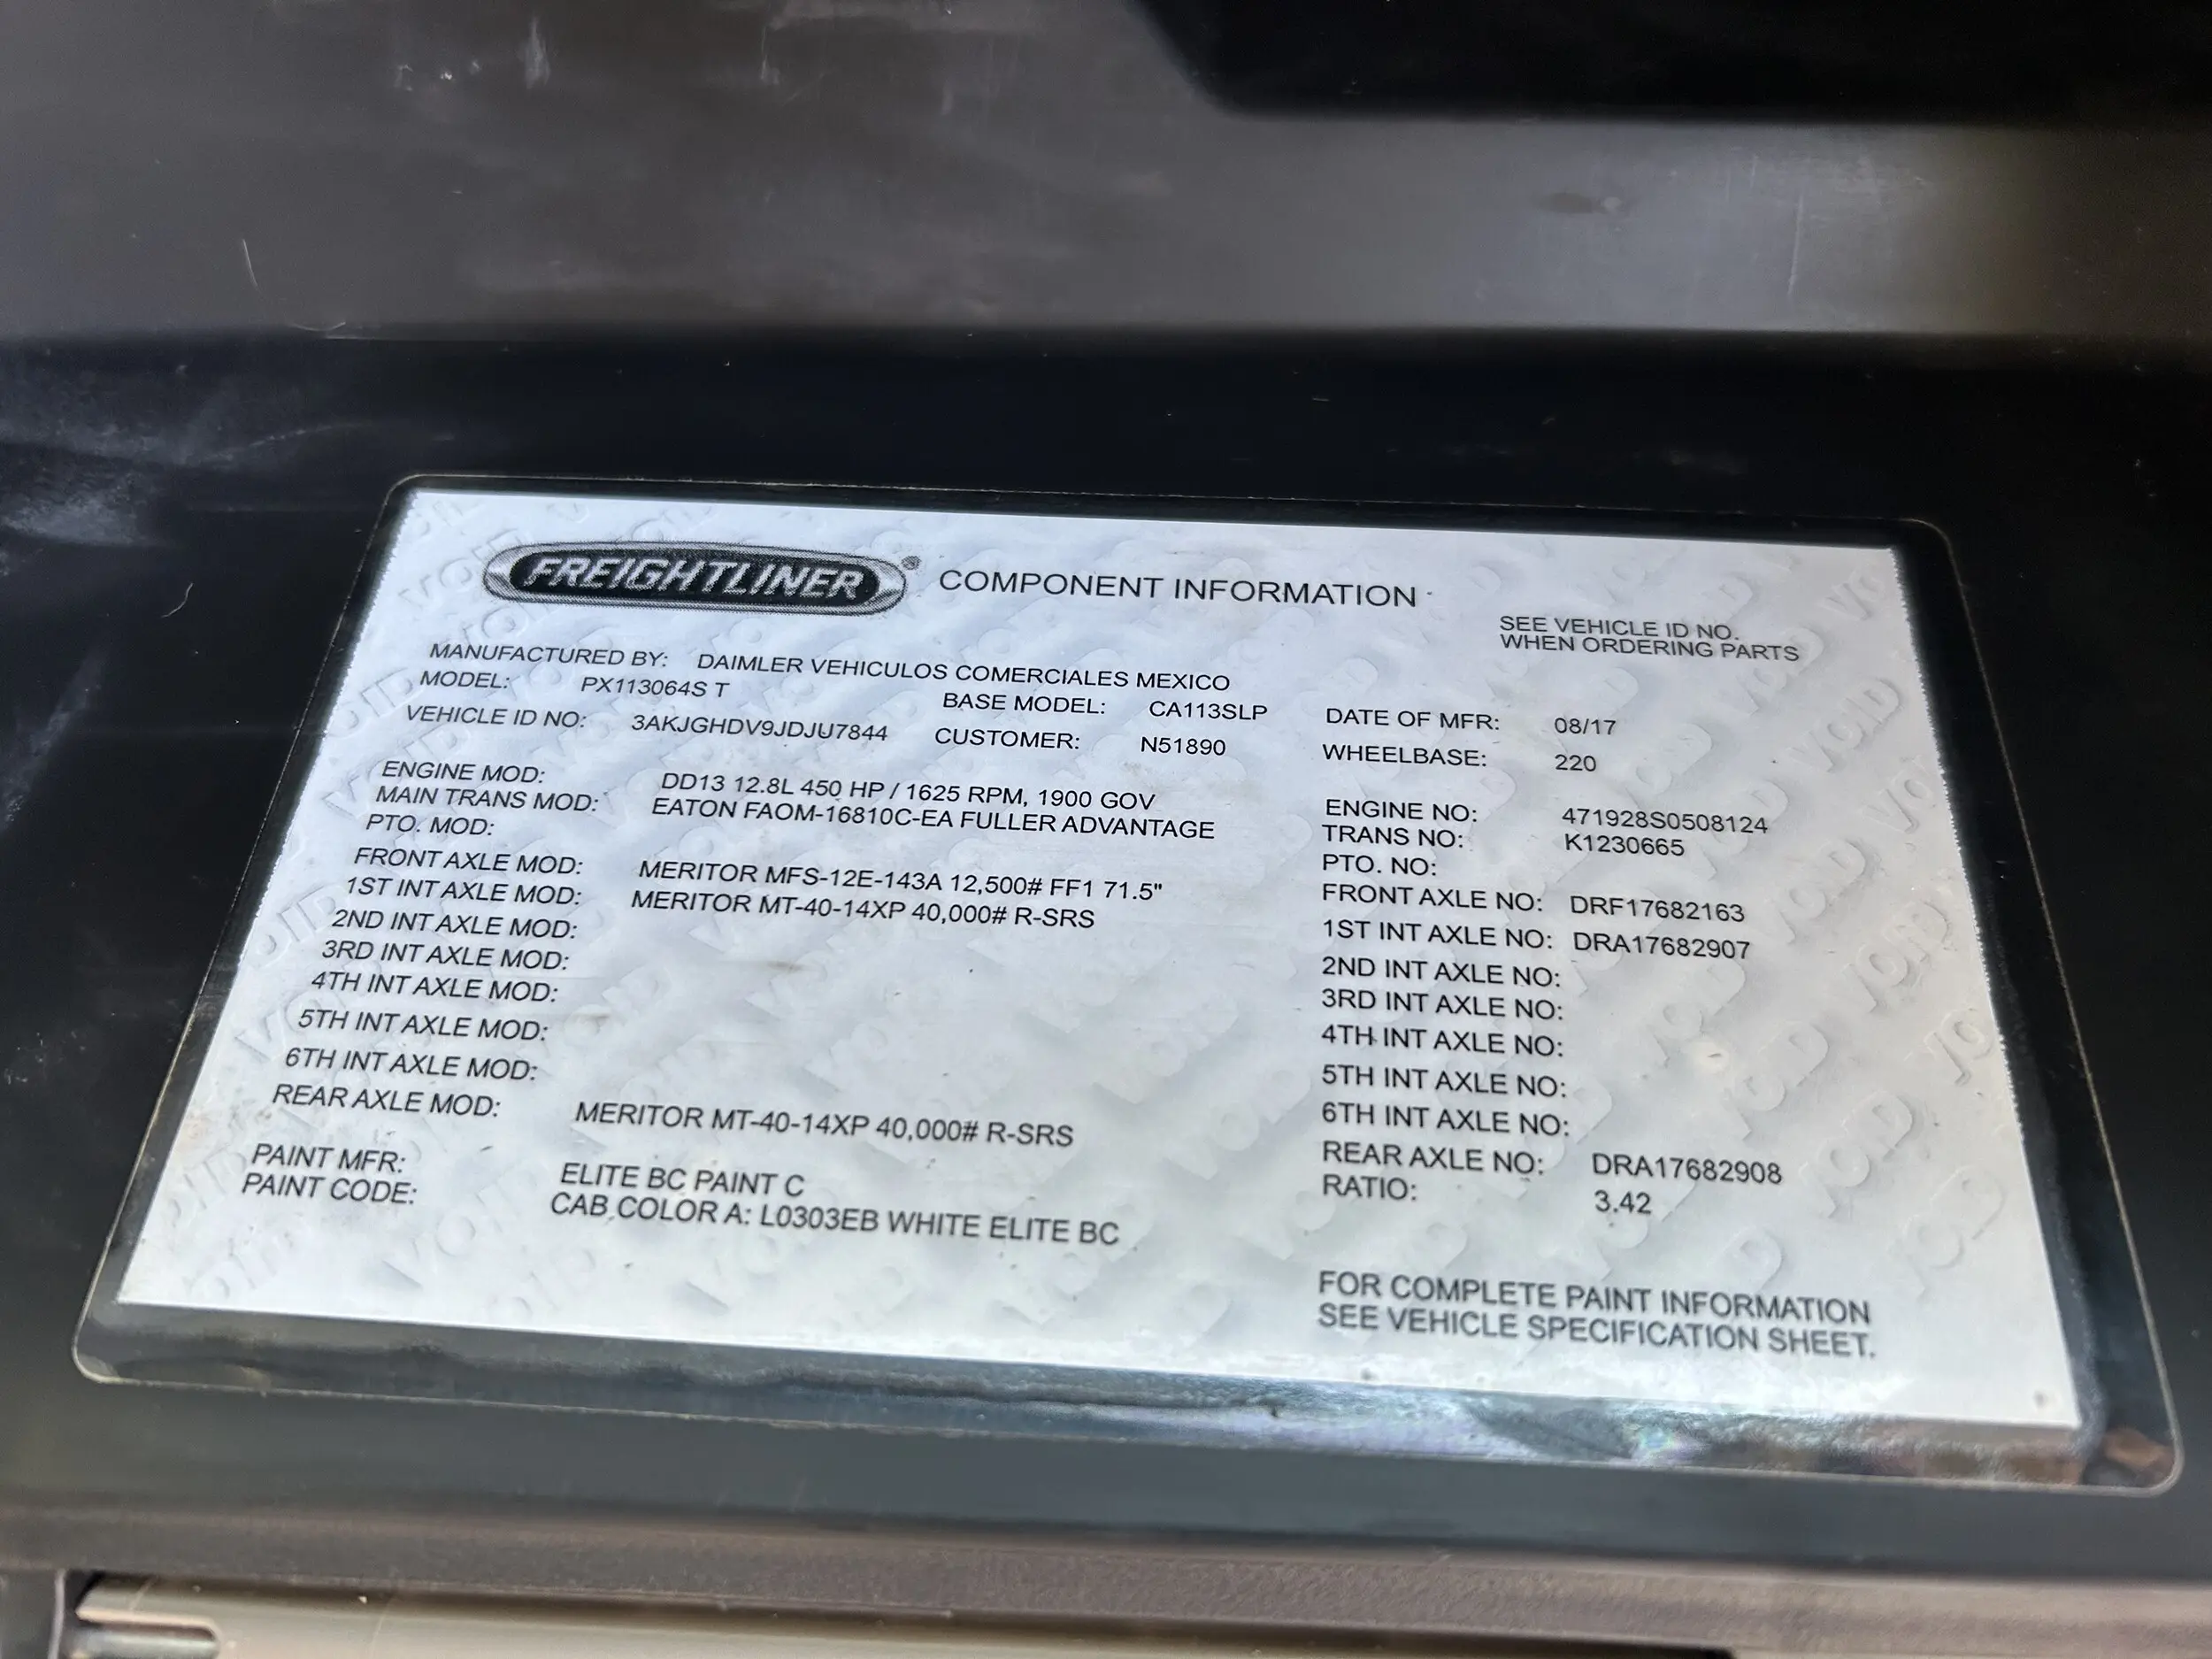 FREIGHTLINER® COMPONENT INFORMATION
SEE VEHICLE ID NO.
WHEN ORDERING PARTS
MANUFACTURED BY: DAIMLER VEHICULOS COMERCIALES MEXICO
MODEL: PX113064S T BASE MODEL: CA113SLP DATE OF MFR: 08/17
VEHICLE ID NO: 3AKJGHDV9JDJU7844 CUSTOMER: N51890 WHEELBASE: 220
ENGINE MOD: DD13 12.8L 450 HP / 1625 RPM, 1900 GOV ENGINE NO: 471928S0508124
MAIN TRANS MOD: EATON FAOM-16810C-EA FULLER ADVANTAGE TRANS NO: K1230665
PTO. MOD: PTO. NO:
FRONT AXLE MOD: MERITOR MFS-12E-143A 12,500# FF1 71.5" FRONT AXLE NO: DRF17682163
1ST INT AXLE MOD: MERITOR MT-40-14XP 40,000# R-SRS 1ST INT AXLE NO: DRA17682907
2ND INT AXLE MOD: 2ND INT AXLE NO:
3RD INT AXLE MOD: 3RD INT AXLE NO:
4TH INT AXLE MOD: 4TH INT AXLE NO:
5TH INT AXLE MOD: 5TH INT AXLE NO:
6TH INT AXLE MOD: 6TH INT AXLE NO:
REAR AXLE MOD: MERITOR MT-40-14XP 40,000# R-SRS REAR AXLE NO: DRA17682908
RATIO: 3.42
PAINT MFR: ELITE BC PAINT C
PAINT CODE: CAB COLOR A: L0303EB WHITE ELITE BC
FOR COMPLETE PAINT INFORMATION
SEE VEHICLE SPECIFICATION SHEET.